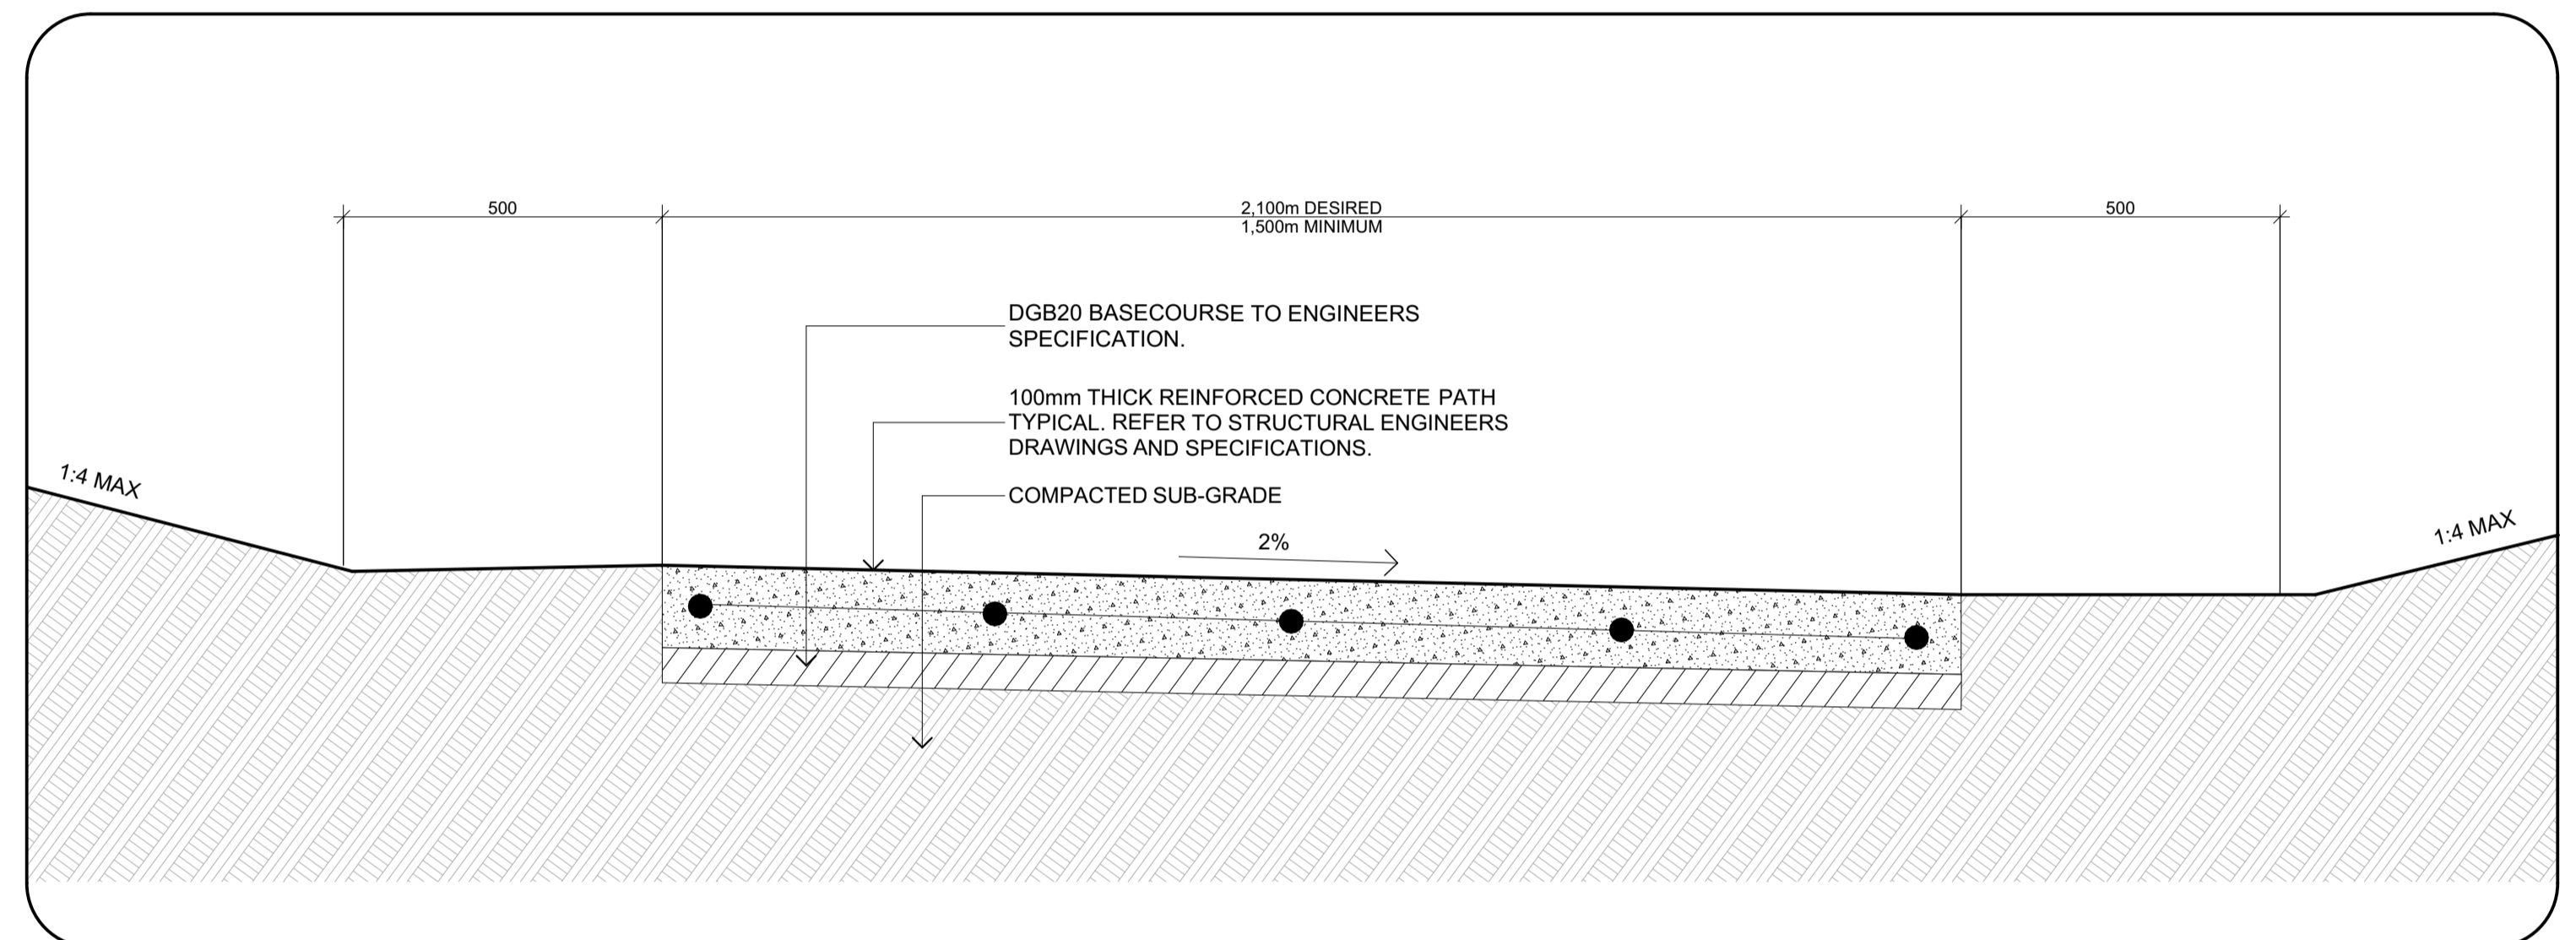 500
2,100m DESIRED
1,500m MINIMUM
500
DGB20 BASECOURSE TO ENGINEERS
SPECIFICATION.
100mm THICK REINFORCED CONCRETE PATH
TYPICAL. REFER TO STRUCTURAL ENGINEERS
DRAWINGS AND SPECIFICATIONS.
COMPACTED SUB-GRADE
1:4 MAX
2%
1:4 MAX